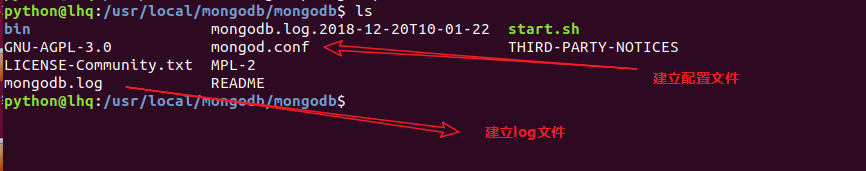 python@lhq:/usr/local/mongodb/mongodb$ ls
bin mongodb.log.2018-12-20T10-01-22 start.sh
GNU-AGPL-3.0 mongod.conf THIRD-PARTY-NOTICES
LICENSE-Community.txt MPL-2
建立配置文件
mongodb.log README
python@lhq:/usr/local/mongodb/mongodb$
建立log文件